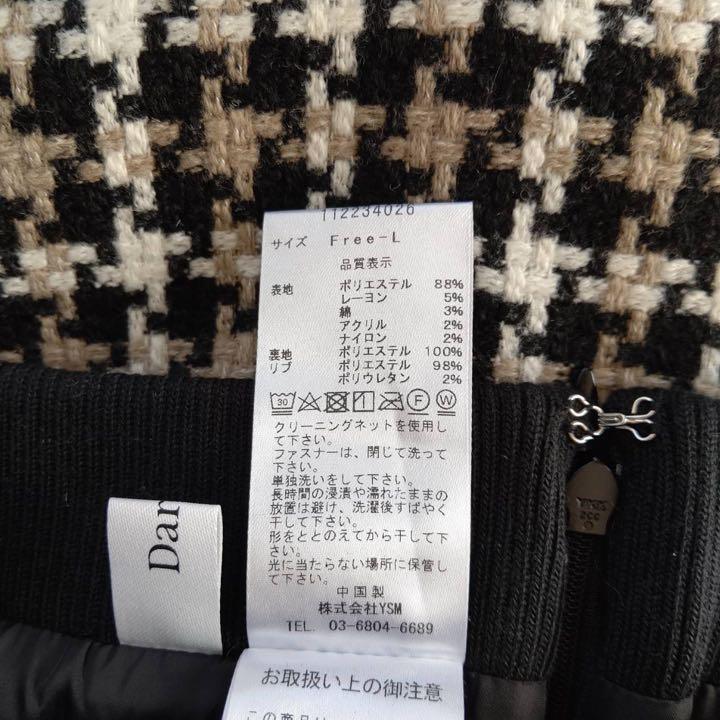 112234026
サイズ Free-L
品質表示
表地 ポリエステル 88%
レーヨン 5%
綿 3%
アクリル 2%
ナイロン 2%
裏地 ポリエステル 100%
リブ ポリエステル 98%
ポリウレタン 2%
30 F W
クリーニングネットを使用し
て下さい。
ファスナーは、閉じて洗って
下さい。
単独洗いをして下さい。
長時間の浸漬や濡れたままの
放置は避け、洗濯後すばやく
干して下さい。
形をととのえてから干して下
さい。
光に当たらない場所に保管し
て下さい。
中国製
株式会社YSM
TEL. 03-6804-6689
お取扱い上の御注意
この商品は
Dar
YKK